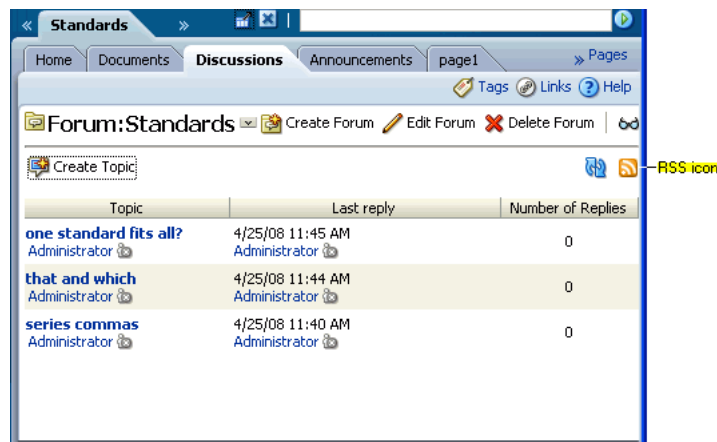 « Standards »
Home Documents Discussions Announcements page1 » Pages
Tags Links ? Help
Forum:Standards Create Forum Edit Forum Delete Forum
Create Topic RSS icon
Topic Last reply Number of Replies
one standard fits all? 4/25/08 11:45 AM 0
Administrator Administrator
that and which 4/25/08 11:44 AM 0
Administrator Administrator
series commas 4/25/08 11:40 AM 0
Administrator Administrator